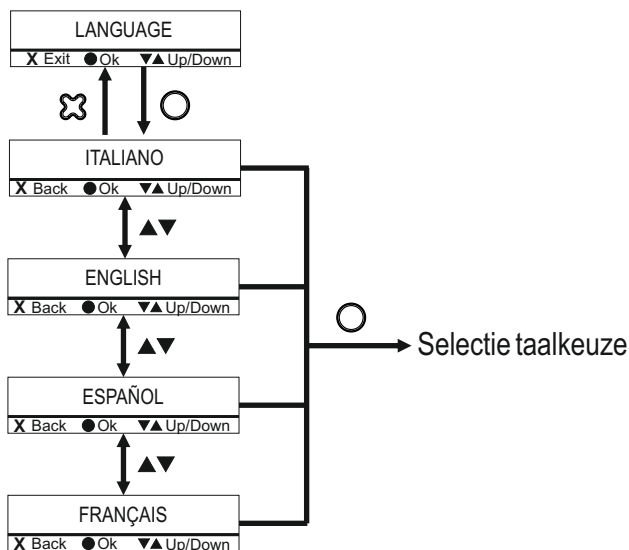 LANGUAGE
X Exit ●Ok ▼▲Up/Down
ITALIANO
X Back ●Ok ▼▲Up/Down
▲▼
ENGLISH
X Back ●Ok ▼▲Up/Down
Selectie taalkeuze
▲▼
ESPAÑOL
X Back ●Ok ▼▲Up/Down
▲▼
FRANÇAIS
X Back ●Ok ▼▲Up/Down